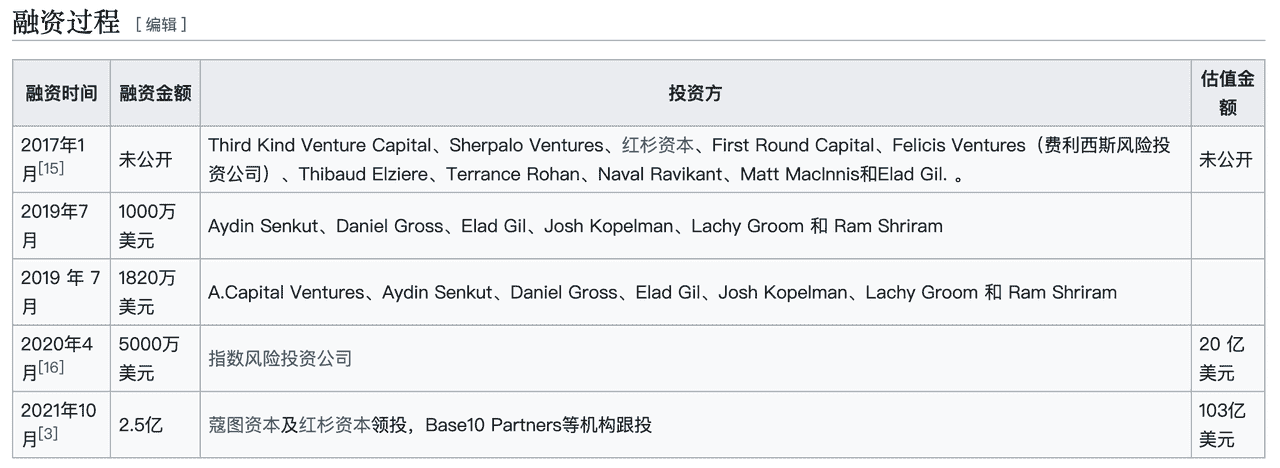 融资过程 [编辑]
融资时间 融资金额 投资方 估值金额
2017年1月[15] 未公开 Third Kind Venture Capital、Sherpalo Ventures、红杉资本、First Round Capital、Felicis Ventures（费利西斯风险投
资公司）、Thibaud Elziere、Terrance Rohan、Naval Ravikant、Matt MacInnis和Elad Gil. 。 未公开
2019年7月 1000万美元 Aydin Senkut、Daniel Gross、Elad Gil、Josh Kopelman、Lachy Groom 和 Ram Shriram
2019 年 7月 1820万美元 A.Capital Ventures、Aydin Senkut、Daniel Gross、Elad Gil、Josh Kopelman、Lachy Groom 和 Ram Shriram
2020年4月[16] 5000万美元 指数风险投资公司 20 亿美元
2021年10月[3] 2.5亿 蔻图资本及红杉资本领投，Base10 Partners等机构跟投 103亿美元